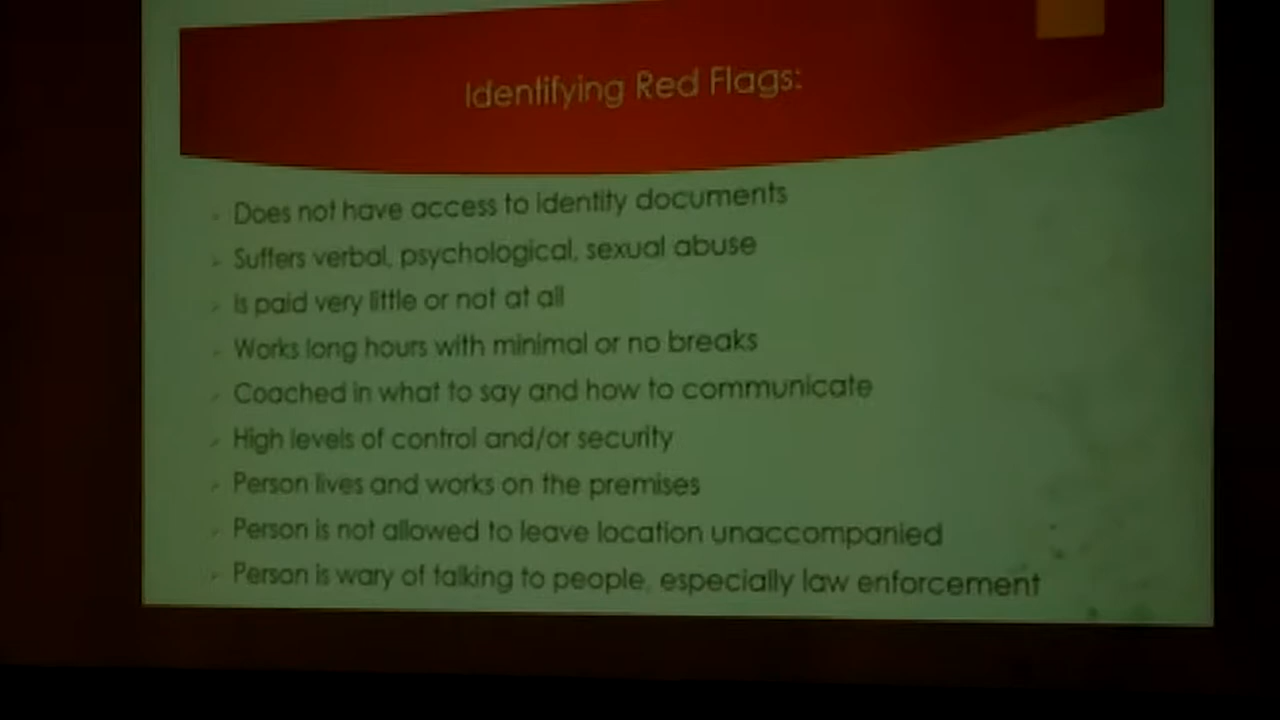 Identifying Red Flags:
Does not have access to identity documents
Suffers verbal, psychological, sexual abuse
Is paid very little or not at all
Works long hours with minimal or no breaks
Coached in what to say and how to communicate
High levels of control and/or security
Person lives and works on the premises
Person is not allowed to leave location unaccompanied
Person is wary of talking to people, especially law enforcement